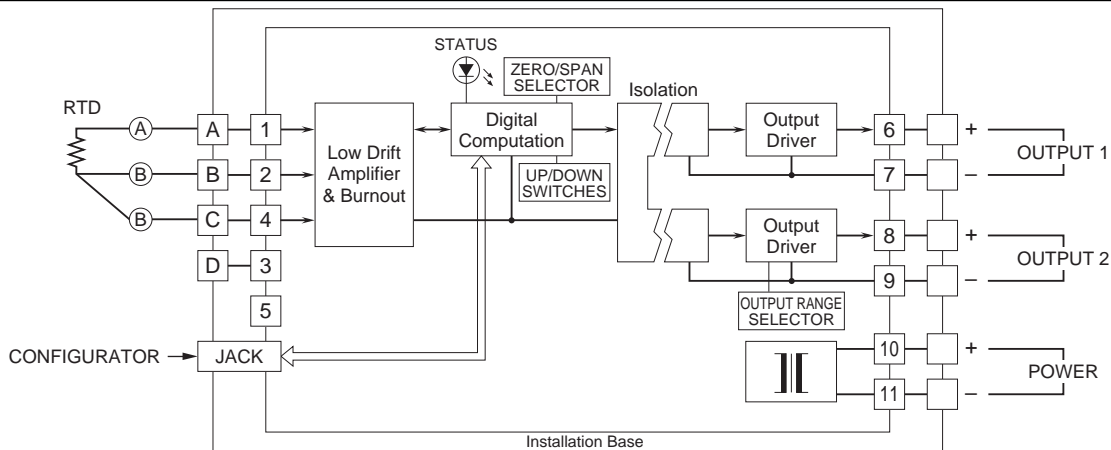 STATUS
ZERO/SPAN
SELECTOR
Isolation
RTD
A
A
1
Low Drift
Amplifier
& Burnout
Digital
Computation
Output
Driver
6
+
OUTPUT 1
B
B
2
UP/DOWN
SWITCHES
7
–
B
C
4
Output
Driver
8
+
OUTPUT 2
D
3
9
–
5
OUTPUT RANGE
SELECTOR
CONFIGURATOR
JACK
10
+
POWER
11
–
Installation Base